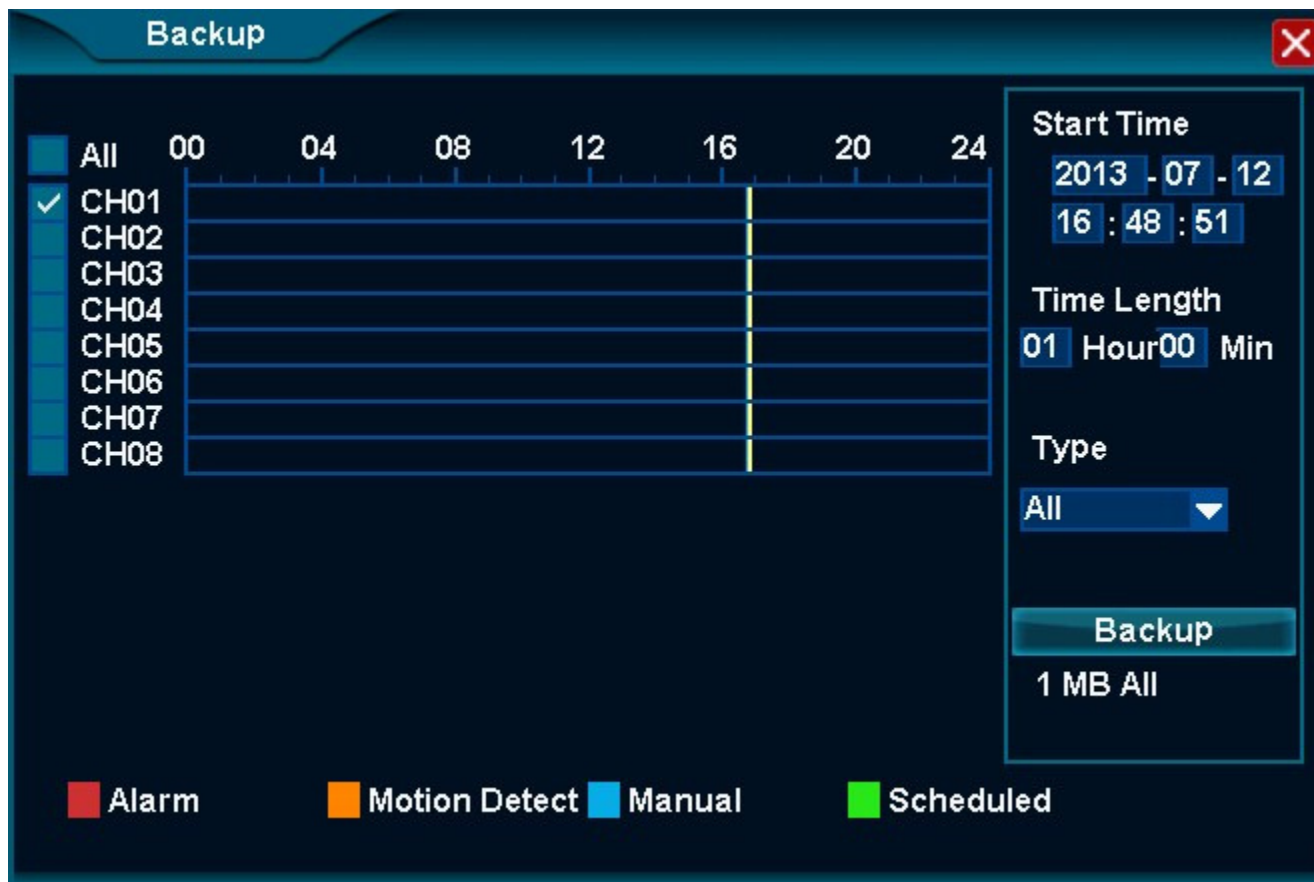 Backup
All 00 04 08 12 16 20 24
CH01
CH02
CH03
CH04
CH05
CH06
CH07
CH08
Start Time
2013 - 07 - 12
16 : 48 : 51
Time Length
01 Hour 00 Min
Type
All
Backup
1 MB All
Alarm Motion Detect Manual Scheduled